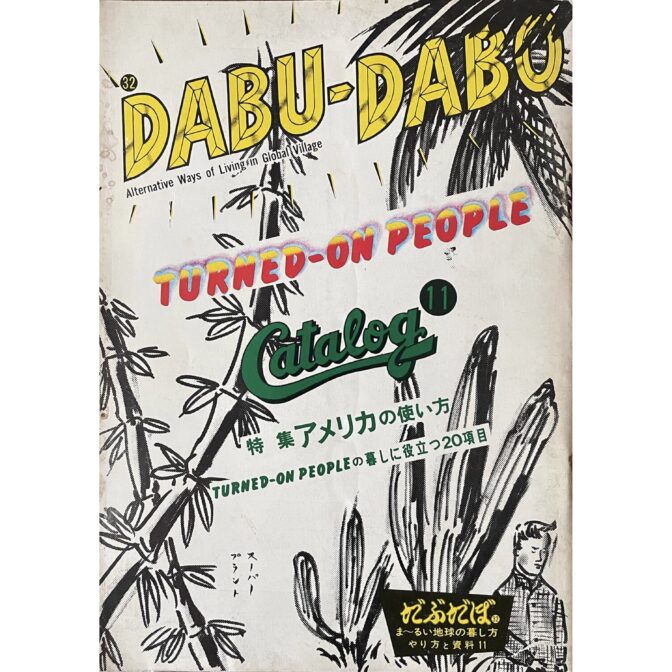 32
DABU-DABO
Alternative Ways of Living in Global Village
TURNED-ON PEOPLE
Catalog 11
特集アメリカの使い方
TURNED-ON PEOPLEの暮しに役立つ20項目
スーパー
プラント
だぶだぼ
ま〜るい地球の暮し方
やり方と資料11